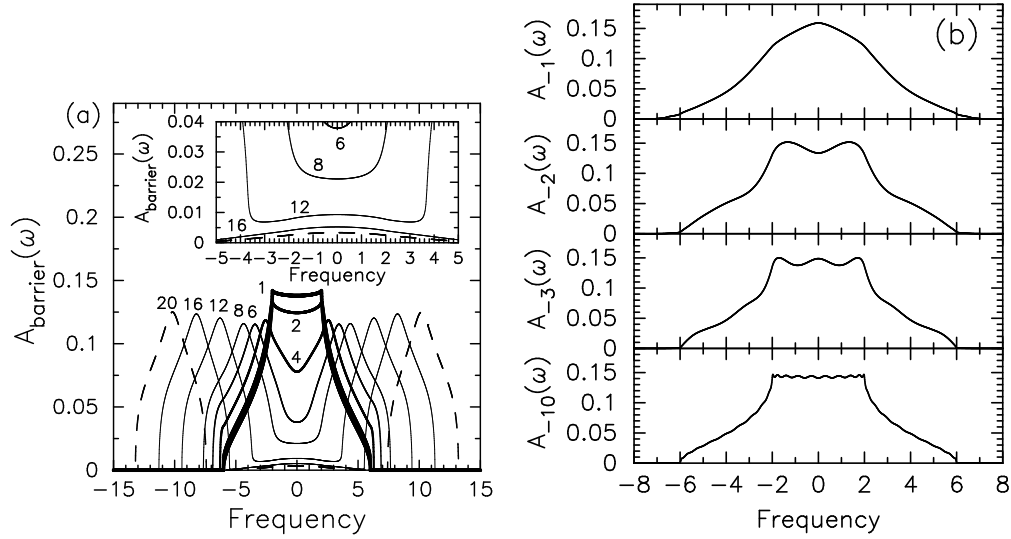 (a)
A_barrier(ω)
0.25
0.2
0.15
0.1
0.05
0
−15 −10 −5 0 5 10 15
Frequency
20 16 12 8 6
1
2
4
A_barrier(ω)
0.04
0.03
0.02
0.01
0
6
8
12
16
−5 −4 −3 −2 −1 0 1 2 3 4 5
Frequency
(b)
A_−1(ω)
0.15
0.1
0.05
0
A_−2(ω)
0.15
0.1
0.05
0
A_−3(ω)
0.15
0.1
0.05
0
A_−10(ω)
0.15
0.1
0.05
0
−8 −6 −4 −2 0 2 4 6 8
Frequency